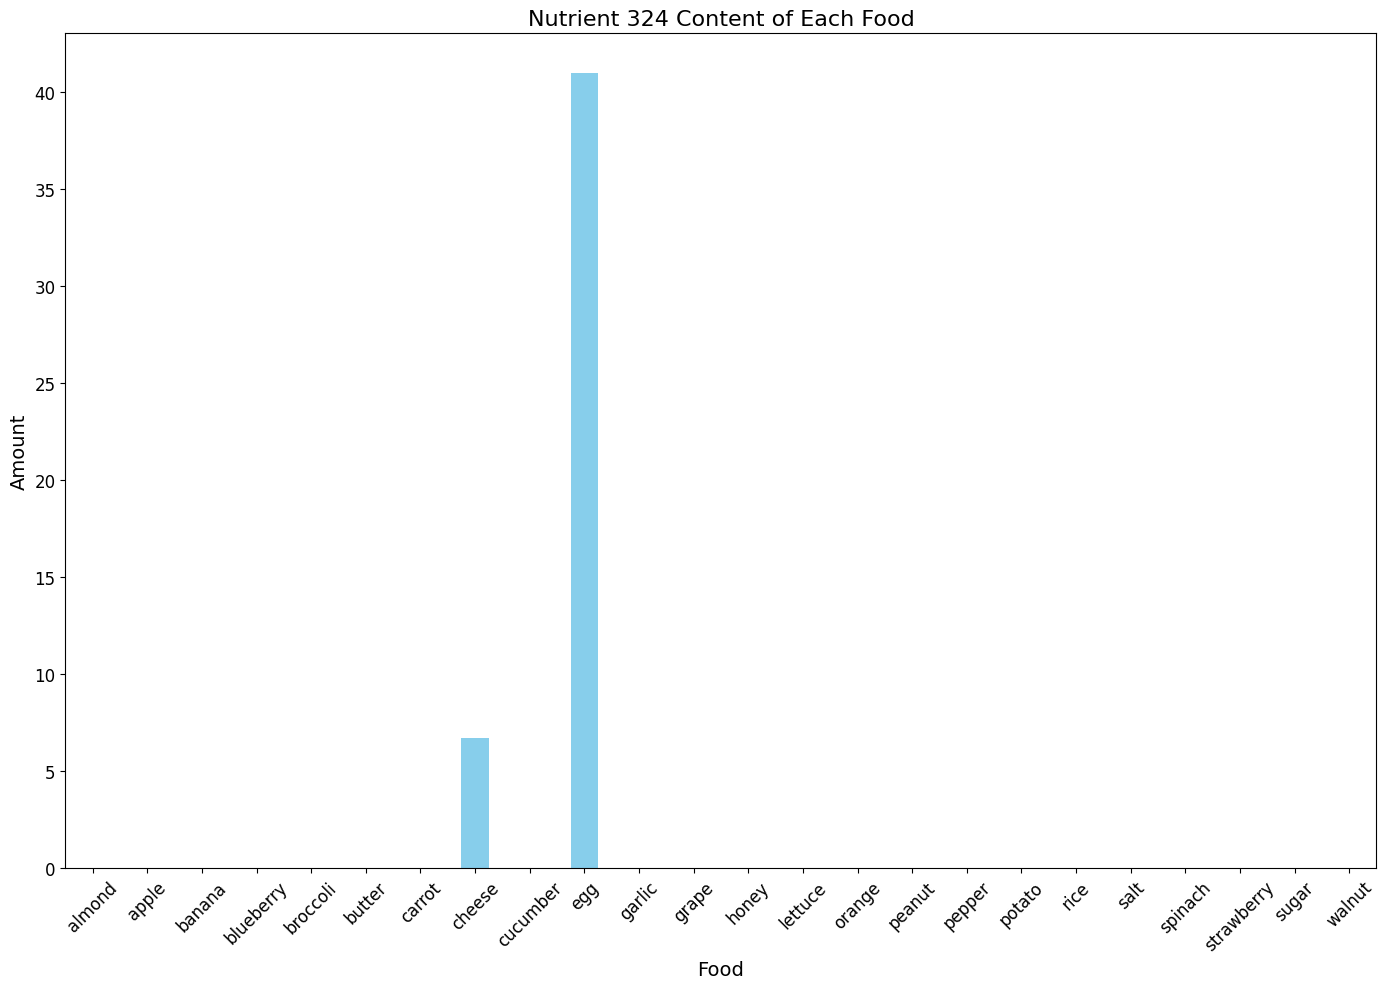 Nutrient 324 Content of Each Food
Amount
40
35
30
25
20
15
10
5
0
almond
apple
banana
blueberry
broccoli
butter
carrot
cheese
cucumber
egg
garlic
grape
honey
lettuce
orange
peanut
pepper
potato
rice
salt
spinach
strawberry
sugar
walnut
Food